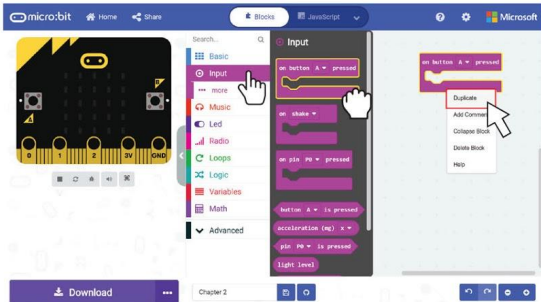 micro:bit
Home
Share
Blocks
JavaScript
Microsoft
Search...
Basic
Input
more
Music
Led
Radio
Loops
Logic
Variables
Math
Advanced
Input
on button A pressed
on shake
on pin P0 pressed
button A is pressed
acceleration (mg) x
pin P0 is pressed
light level
on button A pressed
Duplicate
Add Comment
Collapse Block
Delete Block
Help
A
B
0 1 2 3V GND
Download
Chapter 2